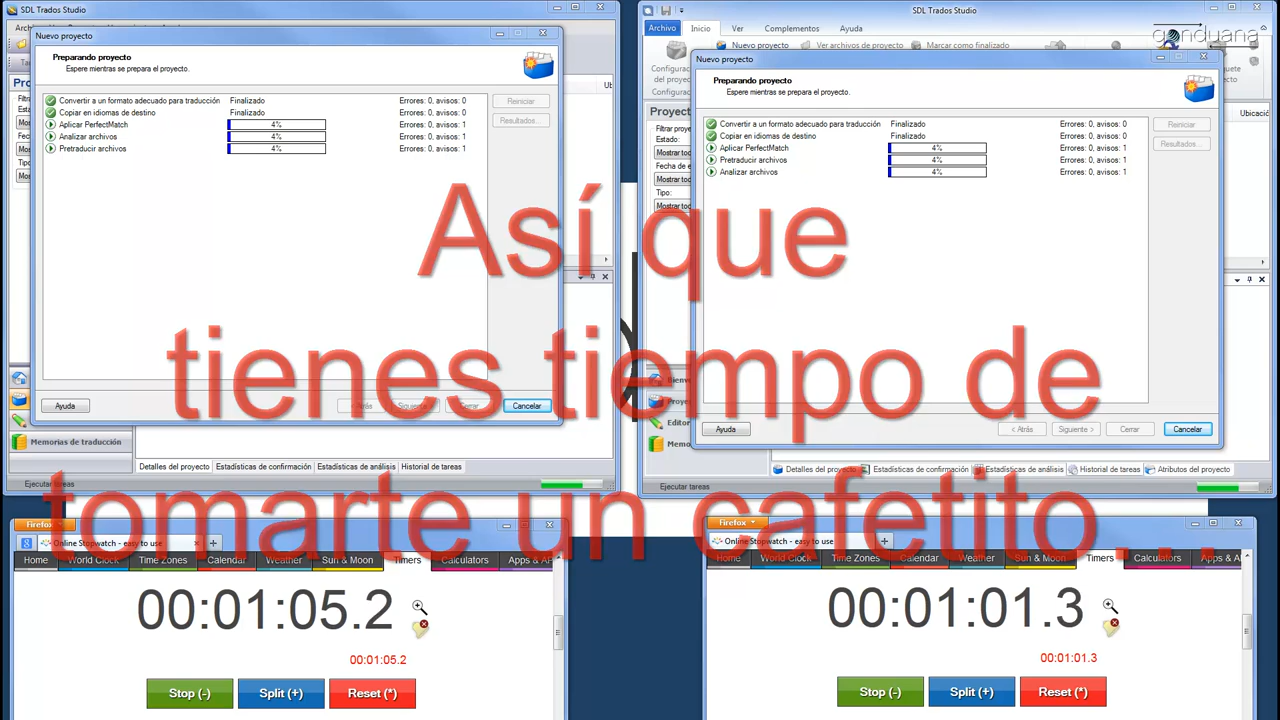 SDL Trados Studio
Nuevo proyecto
Preparando proyecto
Espere mientras se prepara el proyecto.
Convertir a un formato adecuado para traducción Finalizado Errores: 0, avisos: 0
Copiar en idiomas de destino Finalizado Errores: 0, avisos: 0
Aplicar PerfectMatch 4% Errores: 0, avisos: 1
Analizar archivos 4% Errores: 0, avisos: 1
Pretraducir archivos 4% Errores: 0, avisos: 1
Reiniciar
Resultados...
Ayuda < Atrás Siguiente > Cerrar Cancelar
Memorias de traducción
Detalles del proyecto Estadísticas de confirmación Estadísticas de análisis Historial de tareas
Ejecutar tareas
SDL Trados Studio
gonduana
Archivo Inicio Ver Complementos Ayuda
Nuevo proyecto Ver archivos de proyecto Marcar como finalizado
Nuevo proyecto
Preparando proyecto
Espere mientras se prepara el proyecto.
Convertir a un formato adecuado para traducción Finalizado Errores: 0, avisos: 0
Copiar en idiomas de destino Finalizado Errores: 0, avisos: 0
Aplicar PerfectMatch 4% Errores: 0, avisos: 1
Pretraducir archivos 4% Errores: 0, avisos: 1
Analizar archivos 4% Errores: 0, avisos: 1
Reiniciar
Resultados...
Estado:
Tipo:
Ayuda < Atrás Siguiente > Cerrar Cancelar
Detalles del proyecto Estadísticas de confirmación Estadísticas de análisis Historial de tareas Atributos del proyecto
Ejecutar tareas
Así que
tienes tiempo de
tomarte un cafetito...
Firefox
Online Stopwatch - easy to use
Home World Clock Time Zones Calendar Weather Sun & Moon Timers Calculators
00:01:05.2
00:01:05.2
Stop (-) Split (+) Reset (*)
Firefox
Online Stopwatch - easy to use
Home World Clock Time Zones Calendar Weather Sun & Moon Timers Calculators
00:01:01.3
00:01:01.3
Stop (-) Split (+) Reset (*)